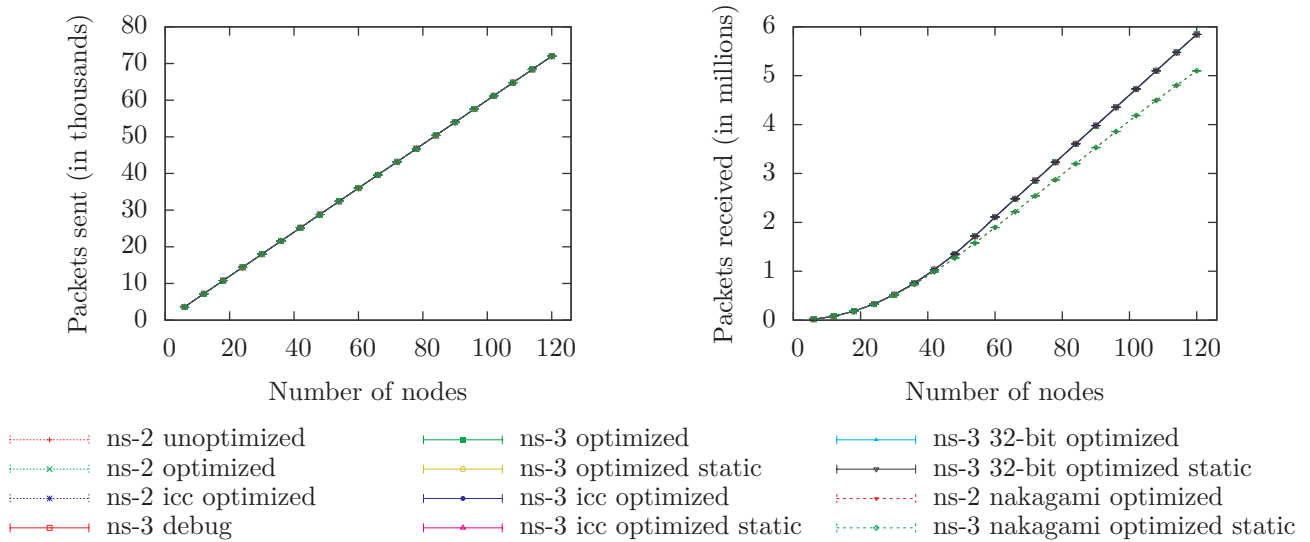 Packets sent (in thousands)
80
70
60
50
40
30
20
10
0
0 20 40 60 80 100 120
Number of nodes
Packets received (in millions)
6
5
4
3
2
1
0
0 20 40 60 80 100 120
Number of nodes
ns-2 unoptimized
ns-2 optimized
ns-2 icc optimized
ns-3 debug
ns-3 optimized
ns-3 optimized static
ns-3 icc optimized
ns-3 icc optimized static
ns-3 32-bit optimized
ns-3 32-bit optimized static
ns-2 nakagami optimized
ns-3 nakagami optimized static